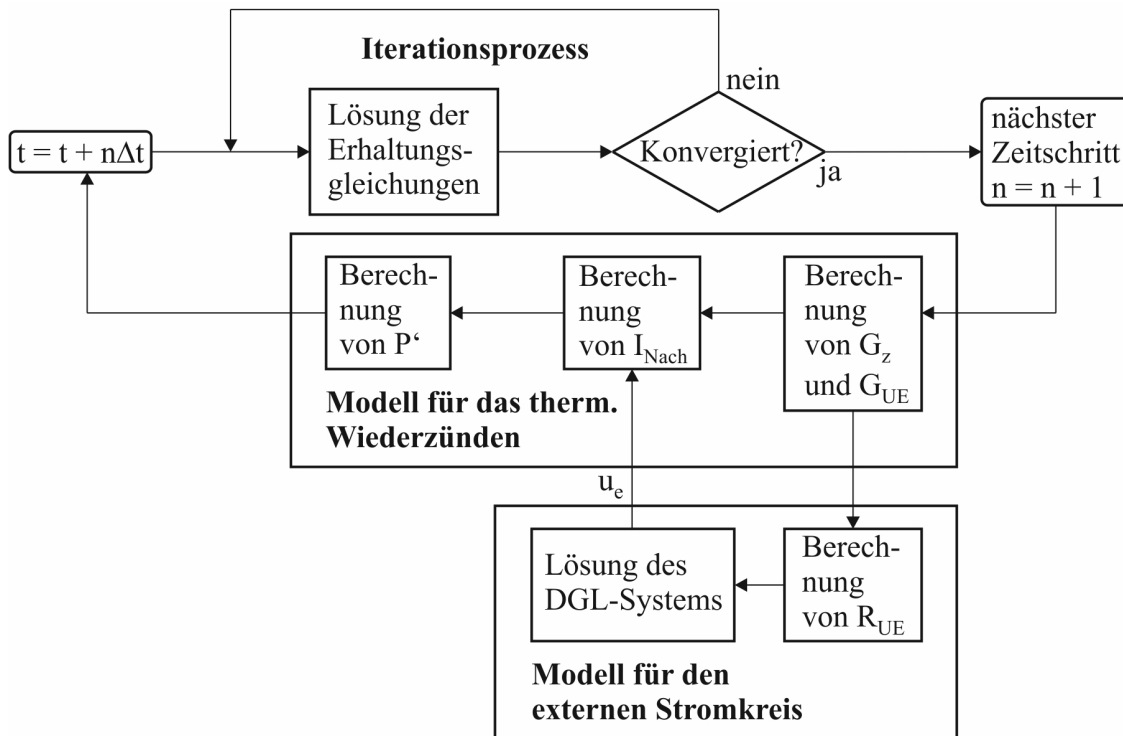 Iterationsprozess
nein
t = t + nΔt
Lösung der
Erhaltungs-
gleichungen
Konvergiert?
ja
nächster
Zeitschritt
n = n + 1
Berech-
nung
von P‘
Berech-
nung
von I_Nach
Berech-
nung
von G_z
und G_UE
Modell für das therm.
Wiederzünden
u_e
Lösung des
DGL-Systems
Berech-
nung
von R_UE
Modell für den
externen Stromkreis